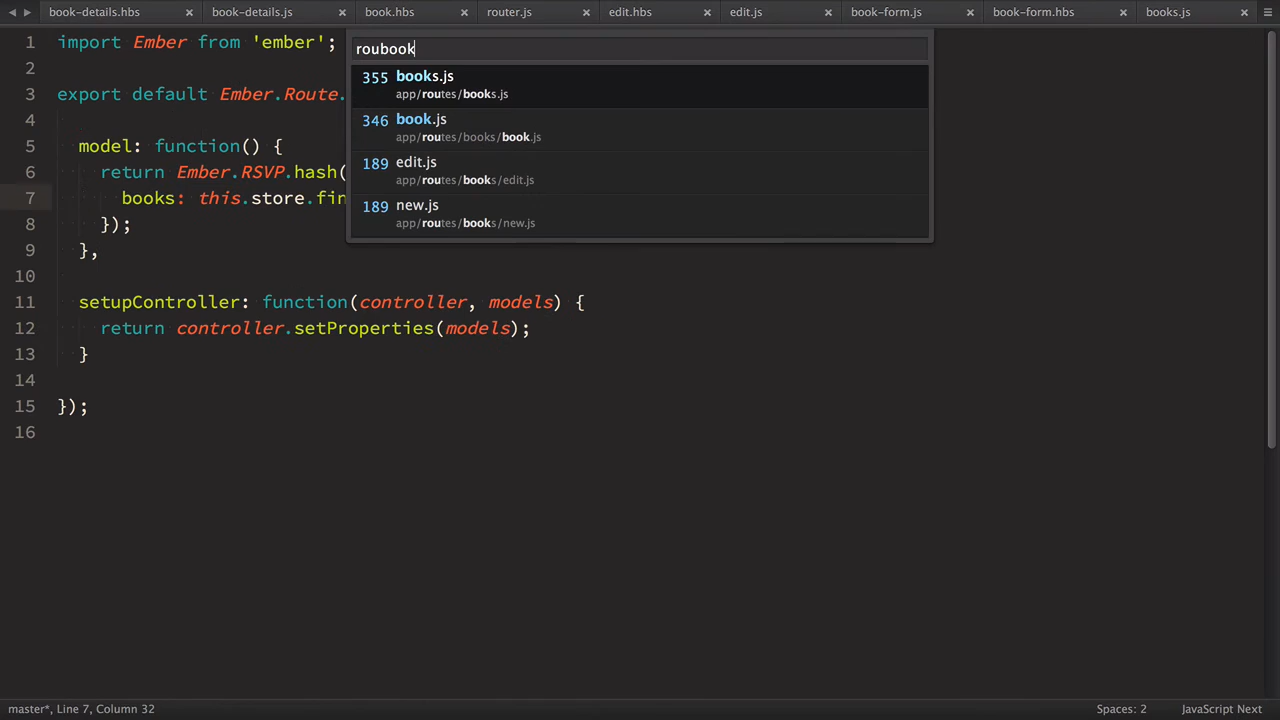 book-details.hbs book-details.js book.hbs router.js edit.hbs edit.js book-form.js book-form.hbs books.js
roubook
355 books.js
app/routes/books.js
346 book.js
app/routes/books/book.js
189 edit.js
app/routes/books/edit.js
189 new.js
app/routes/books/new.js
1 import Ember from 'ember';
2
3 export default Ember.Route.
4
5 model: function() {
6 return Ember.RSVP.hash(
7 books: this.store.fin
8 });
9 },
10
11 setupController: function(controller, models) {
12 return controller.setProperties(models);
13 }
14
15 });
16
master*, Line 7, Column 32 Spaces: 2 JavaScript Next